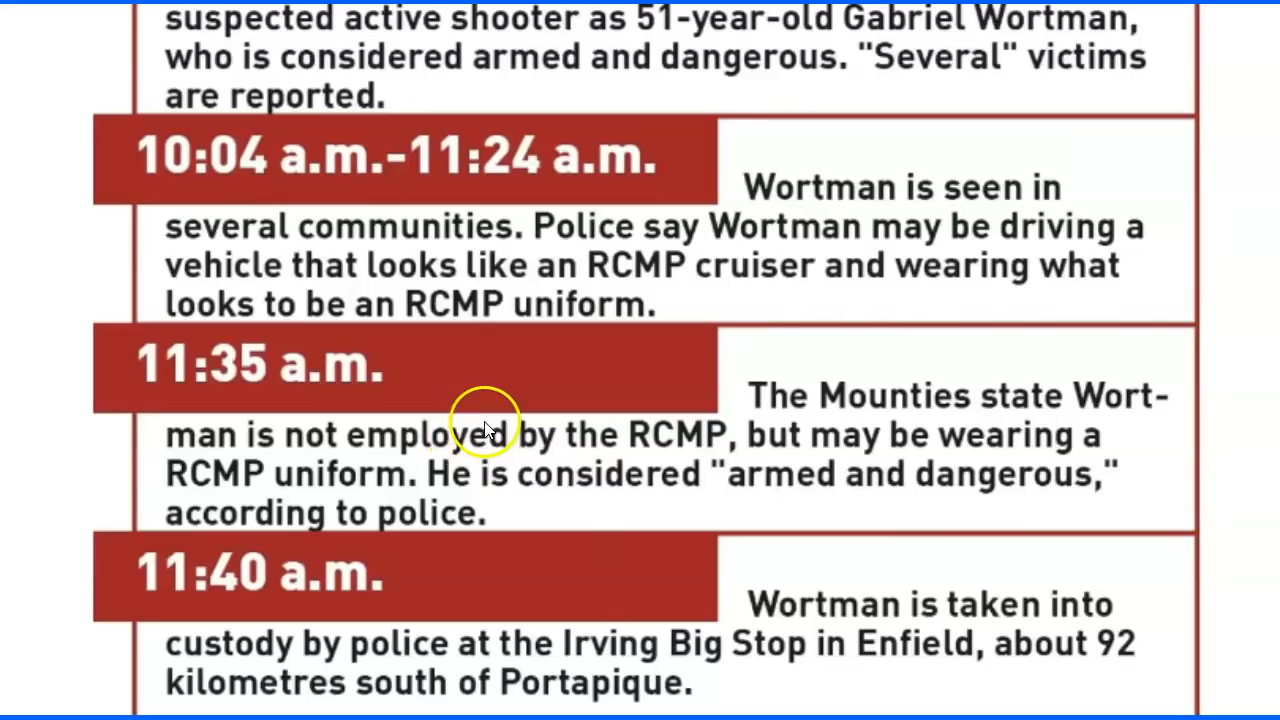 suspected active shooter as 51-year-old Gabriel Wortman,
who is considered armed and dangerous. "Several" victims
are reported.
10:04 a.m.-11:24 a.m.
Wortman is seen in
several communities. Police say Wortman may be driving a
vehicle that looks like an RCMP cruiser and wearing what
looks to be an RCMP uniform.
11:35 a.m.
The Mounties state Wort-
man is not employed by the RCMP, but may be wearing a
RCMP uniform. He is considered "armed and dangerous,"
according to police.
11:40 a.m.
Wortman is taken into
custody by police at the Irving Big Stop in Enfield, about 92
kilometres south of Portapique.